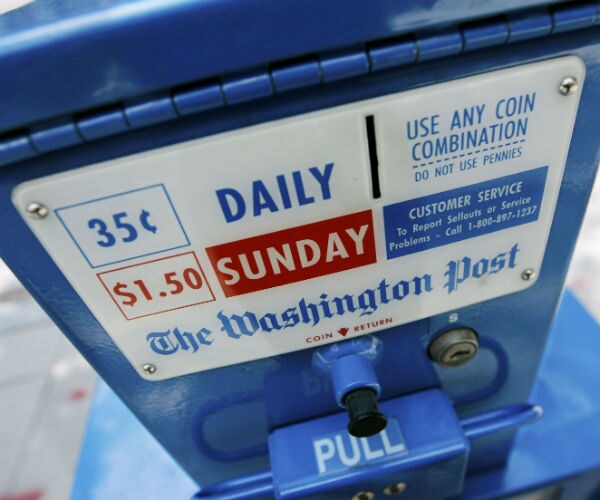 35¢ DAILY
$1.50 SUNDAY
USE ANY COIN
COMBINATION
DO NOT USE PENNIES
CUSTOMER SERVICE
To Report Sellouts or Service
Problems - Call 1-800-897-1237
The Washington Post
COIN RETURN
S
PULL